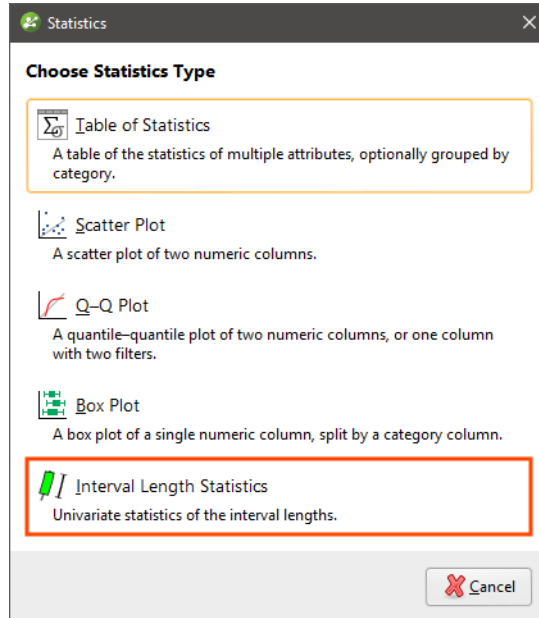 Statistics
Choose Statistics Type
Table of Statistics
A table of the statistics of multiple attributes, optionally grouped by
category.
Scatter Plot
A scatter plot of two numeric columns.
Q–Q Plot
A quantile–quantile plot of two numeric columns, or one column
with two filters.
Box Plot
A box plot of a single numeric column, split by a category column.
Interval Length Statistics
Univariate statistics of the interval lengths.
Cancel